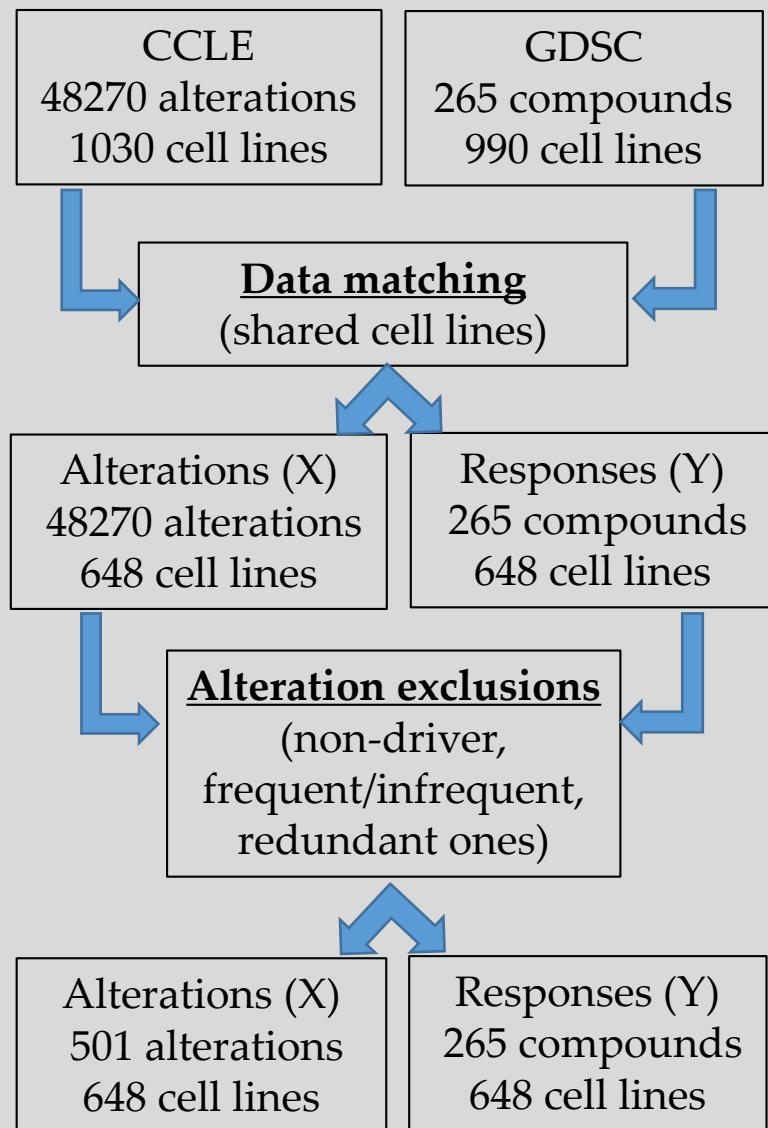 CCLE
48270 alterations
1030 cell lines
GDSC
265 compounds
990 cell lines
Data matching
(shared cell lines)
Alterations (X)
48270 alterations
648 cell lines
Responses (Y)
265 compounds
648 cell lines
Alteration exclusions
(non-driver,
frequent/infrequent,
redundant ones)
Alterations (X)
501 alterations
648 cell lines
Responses (Y)
265 compounds
648 cell lines